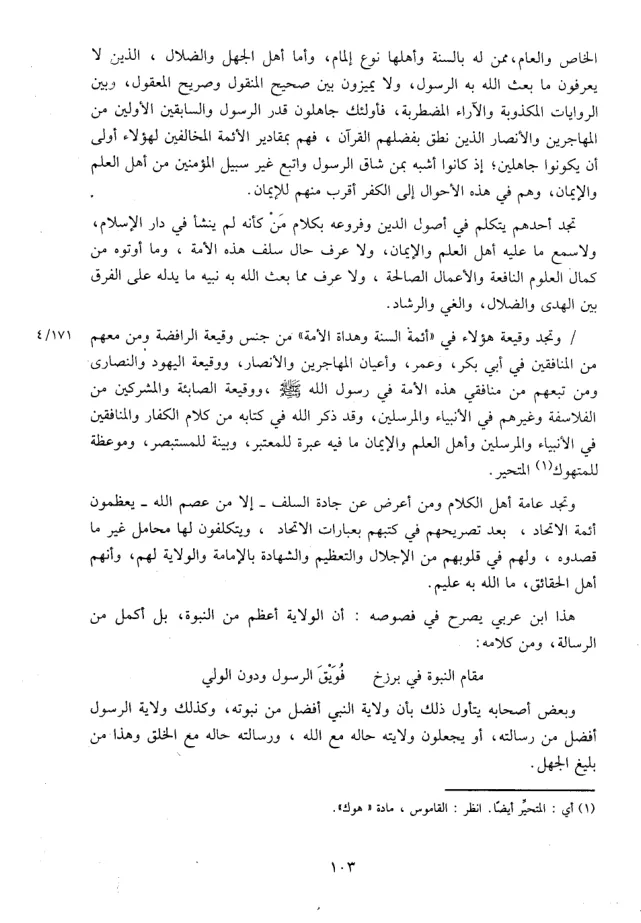 الخاص والعام، ممن له بالسنة وأهلها نوع إلمام، وأما أهل الجهل والضلال ، الذين لا
يعرفون ما بعث الله به الرسول، ولا يميزون بين صحيح المنقول وصريح المعقول، وبين
الروايات المكذوبة والآراء المضطربة، فأولئك جاهلون قدر الرسول والسابقين الأولين من
المهاجرين والأنصار الذين نطق بفضلهم القرآن ، فهم بمقادير الأئمة المخالفين لهؤلاء أولى
أن يكونوا جاهلين؛ إذ كانوا أشبه بمن شاق الرسول واتبع غير سبيل المؤمنين من أهل العلم
والإيمان، وهم في هذه الأحوال إلى الكفر أقرب منهم للإيمان.
تجد أحدهم يتكلم في أصول الدين وفروعه بكلام مَنْ كأنه لم ينشأ في دار الإسلام،
ولاسمع ما عليه أهل العلم والإيمان، ولا عرف حال سلف هذه الأمة ، وما أوتوه من
كمال العلوم النافعة والأعمال الصالحة ، ولا عرف مما بعث الله به نبيه ما يدله على الفرق
بين الهدى والضلال، والغي والرشاد.
٤/١٧١ / وتجد وقيعة هؤلاء في «أئمة السنة وهداة الأمة» من جنس وقيعة الرافضة ومن معهم
من المنافقين في أبي بكر، وعمر، وأعيان المهاجرين والأنصار، ووقيعة اليهود والنصارى
ومن تبعهم من منافقي هذه الأمة في رسول الله ﷺ ،ووقيعة الصابئة والمشركين من
الفلاسفة وغيرهم في الأنبياء والمرسلين، وقد ذكر الله في كتابه من كلام الكفار والمنافقين
في الأنبياء والمرسلين وأهل العلم والإيمان ما فيه عبرة للمعتبر، وبينة للمستبصر، وموعظة
للمتهوك(١) المتحير.
وتجد عامة أهل الكلام ومن أعرض عن جادة السلف ـ إلا من عصم الله ـ يعظمون
أئمة الاتحاد ، بعد تصريحهم في كتبهم بعبارات الاتحاد ، ويتكلفون لها محامل غير ما
قصدوه ، ولهم في قلوبهم من الإجلال والتعظيم والشهادة بالإمامة والولاية لهم، وأنهم
أهل الحقائق، ما الله به عليم.
هذا ابن عربي يصرح في فصوصه : أن الولاية أعظم من النبوة، بل أكمل من
الرسالة، ومن كلامه:
مقام النبوة في برزخ فُوَيْقَ الرسول ودون الولي
وبعض أصحابه يتأول ذلك بأن ولاية النبي أفضل من نبوته، وكذلك ولاية الرسول
أفضل من رسالته، أو يجعلون ولايته حاله مع الله ، ورسالته حاله مع الخلق وهذا من
بليغ الجهل.
(١) أي : المتحيِّر أيضًا. انظر : القاموس ، مادة « هوك».
١٠٣